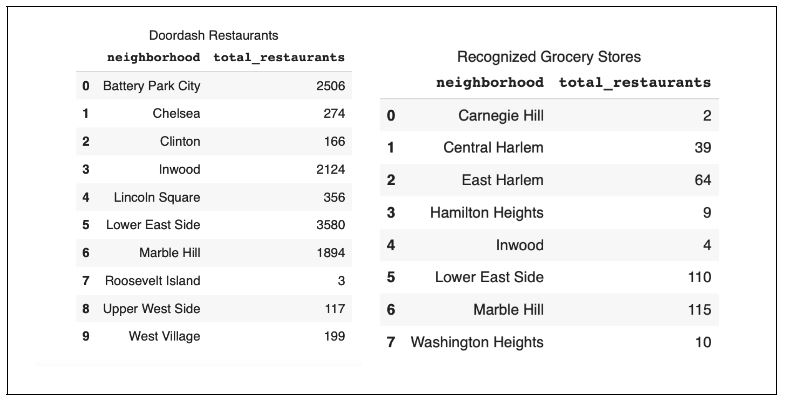 Doordash Restaurants
neighborhood total_restaurants
0 Battery Park City 2506
1 Chelsea 274
2 Clinton 166
3 Inwood 2124
4 Lincoln Square 356
5 Lower East Side 3580
6 Marble Hill 1894
7 Roosevelt Island 3
8 Upper West Side 117
9 West Village 199
Recognized Grocery Stores
neighborhood total_restaurants
0 Carnegie Hill 2
1 Central Harlem 39
2 East Harlem 64
3 Hamilton Heights 9
4 Inwood 4
5 Lower East Side 110
6 Marble Hill 115
7 Washington Heights 10